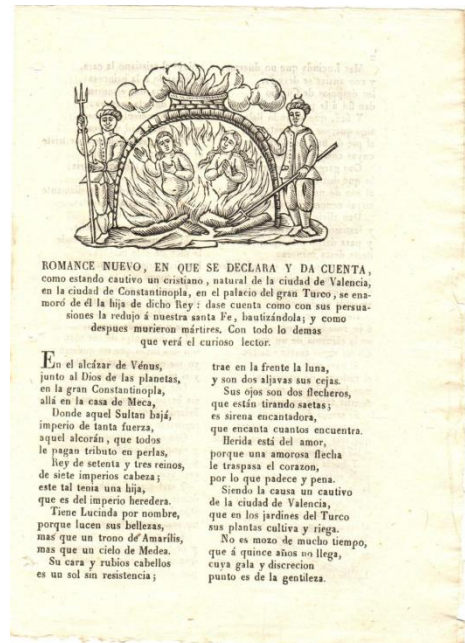 ROMANCE NUEVO, EN QUE SE DECLARA Y DA CUENTA,
como estando cautivo un cristiano, natural de la ciudad de Valencia,
en la ciudad de Constantinopla, en el palacio del gran Turco, se ena-
moró de él la hija de dicho Rey: dase cuenta como con sus persua-
siones la redujo á nuestra santa Fe, bautizándola; y como
despues murieron mártires. Con todo lo demas
que verá el curioso lector.
En el alcázar de Vénus,
junto al Dios de las planetas,
en la gran Constantinopla,
allá en la casa de Meca,
Donde aquel Sultan bajá,
imperio de tanta fuerza,
aquel alcorán, que todos
le pagan tributo en perlas,
Rey de setenta y tres reinos,
de siete imperios cabeza;
este tal tenia una hija,
que es del imperio heredera.
Tiene Lucinda por nombre,
porque lucen sus bellezas,
mas que un trono de Amarílis,
mas que un cielo de Medea.
Su cara y rubios cabellos
es un sol sin resistencia;
trae en la frente la luna,
y son dos aljavas sus cejas.
Sus ojos son dos flecheros,
que están tirando saetas;
es sirena encantadora,
que encanta cuantos encuentra.
Herida está del amor,
porque una amorosa flecha
le traspasa el corazon,
por lo que padece y pena.
Siendo la causa un cautivo
de la ciudad de Valencia,
que en los jardines del Turco
sus plantas cultiva y riega.
No es mozo de mucho tiempo,
que á quince años no llega,
cuya gala y discrecion
punto es de la gentileza.